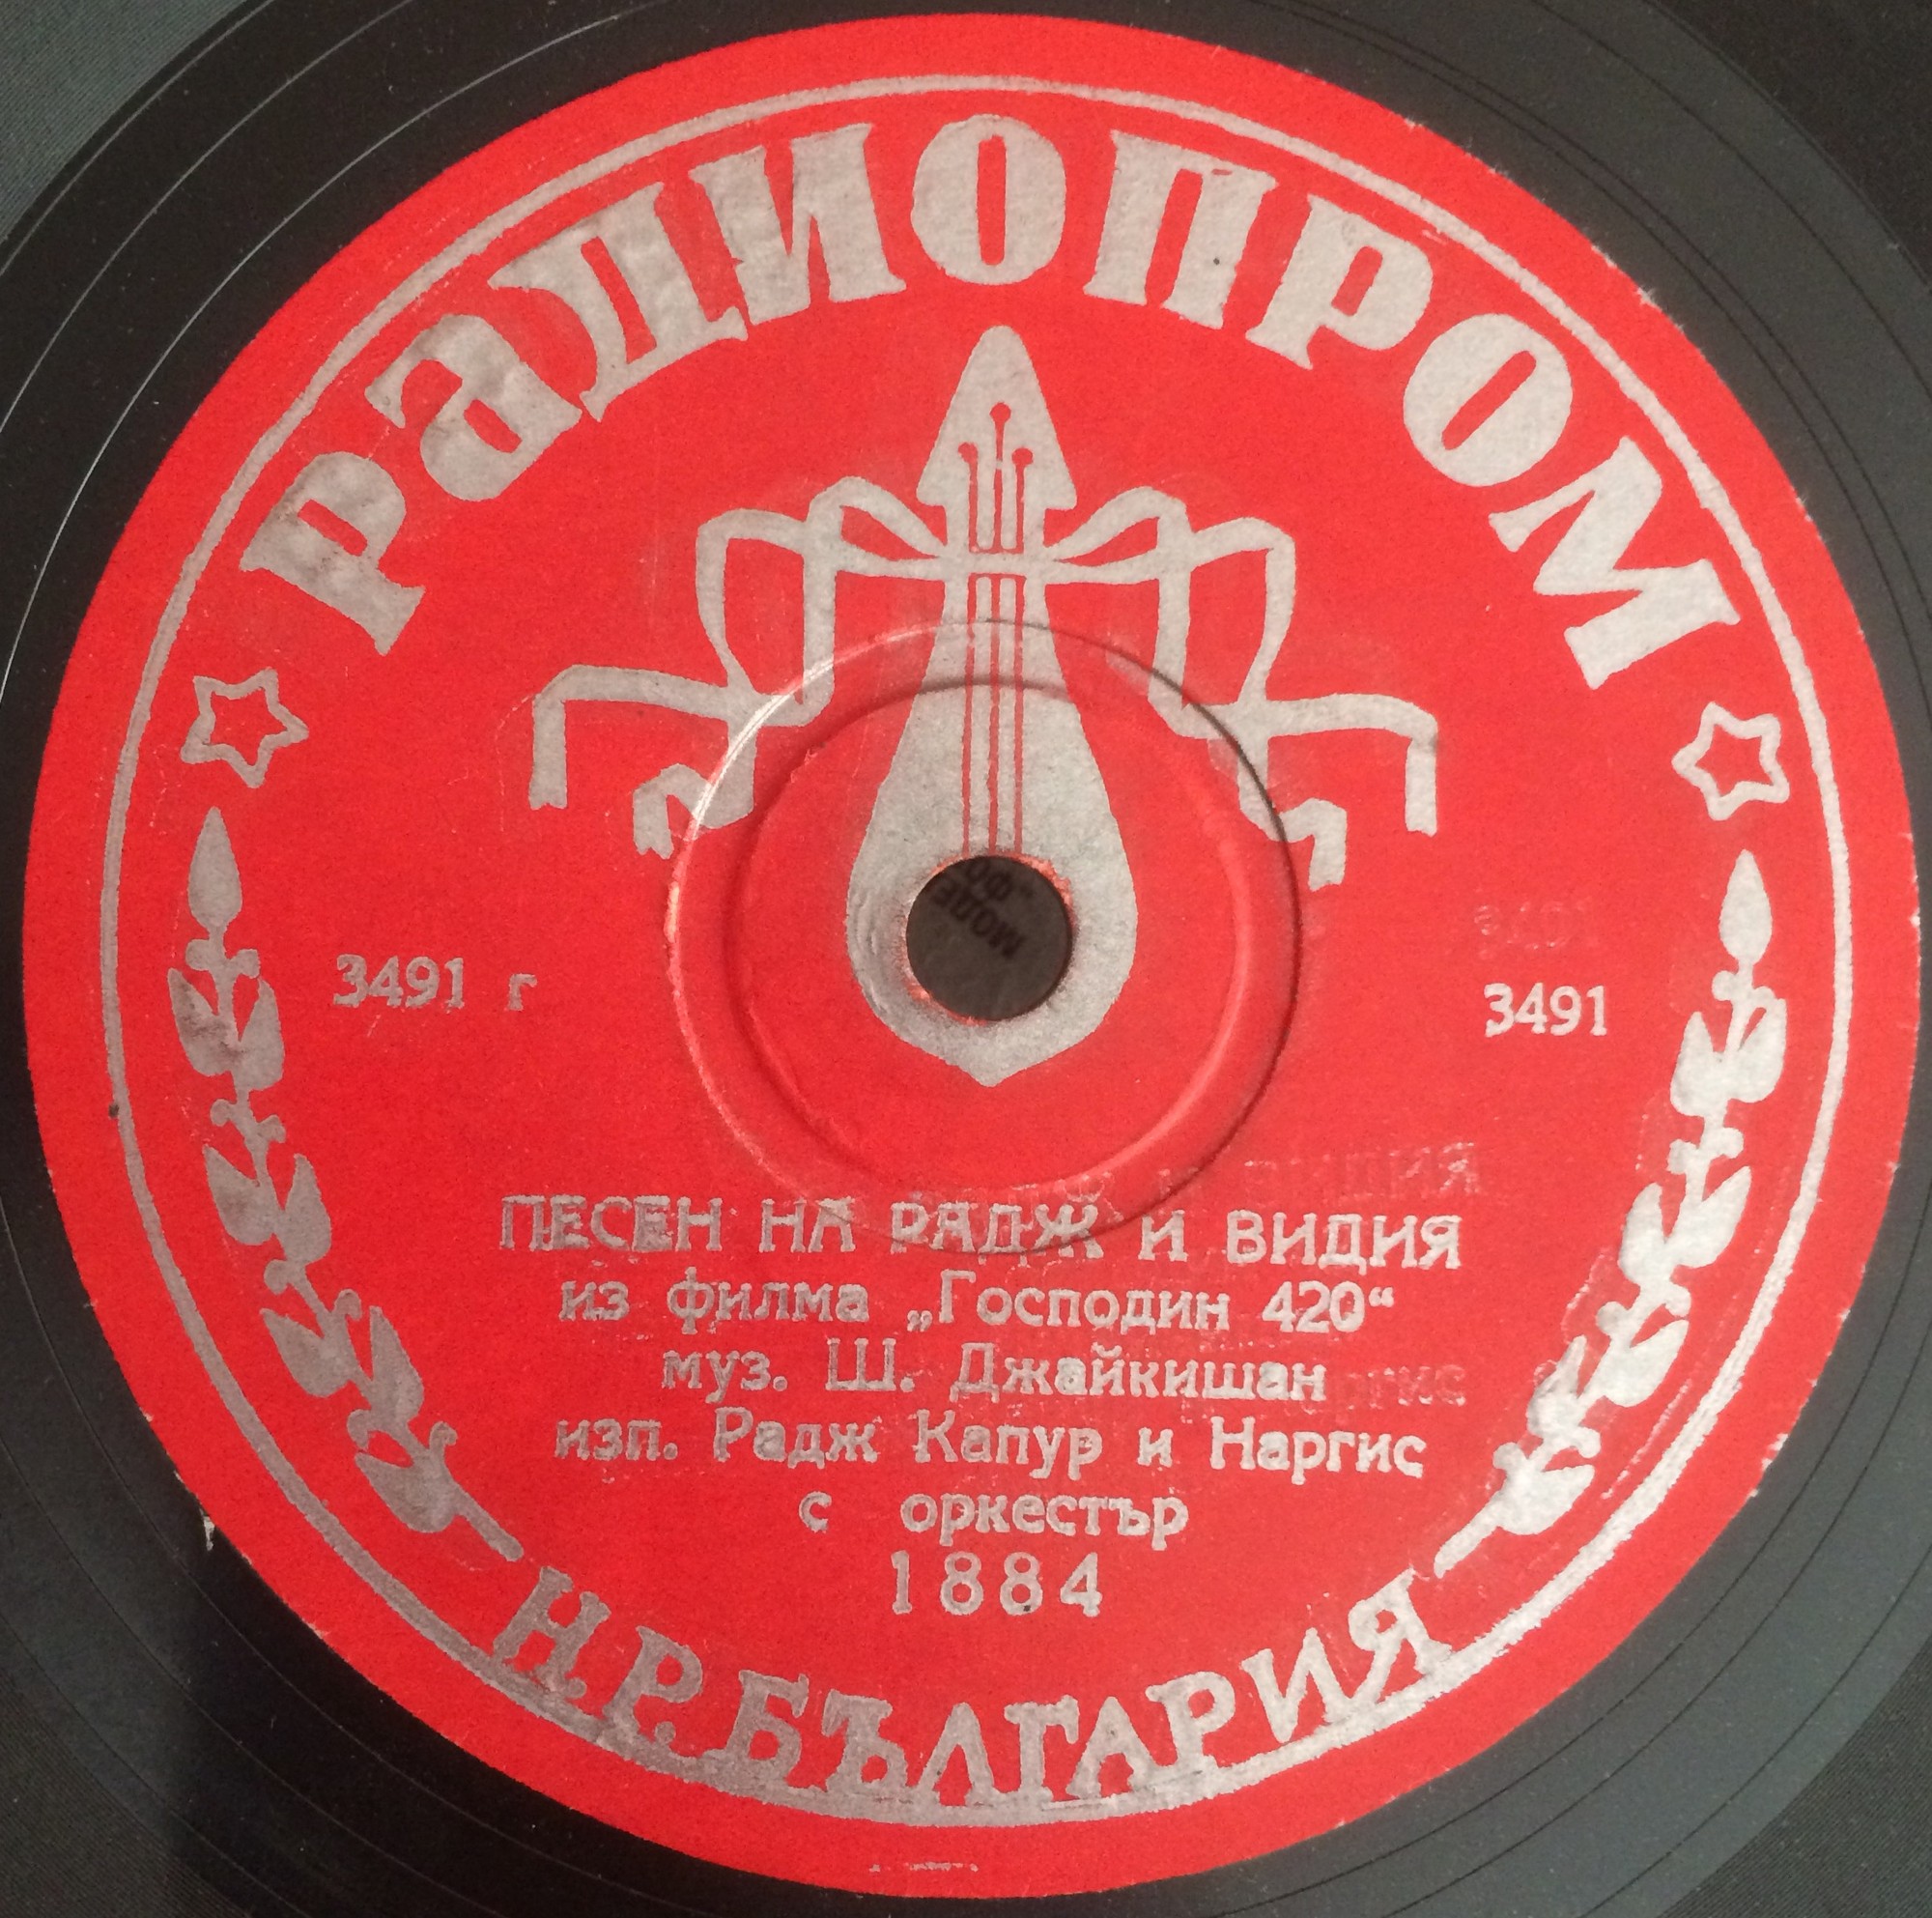 РАДИОПРОМ
3491 г
3491
ПЕСЕН НА РАДЖ И ВИДИЯ
из филма „Господин 420“
муз. Ш. Джайкишан
изп. Радж Капур и Наргис
с оркестър
1884
Н.Р.БЪЛГАРИЯ